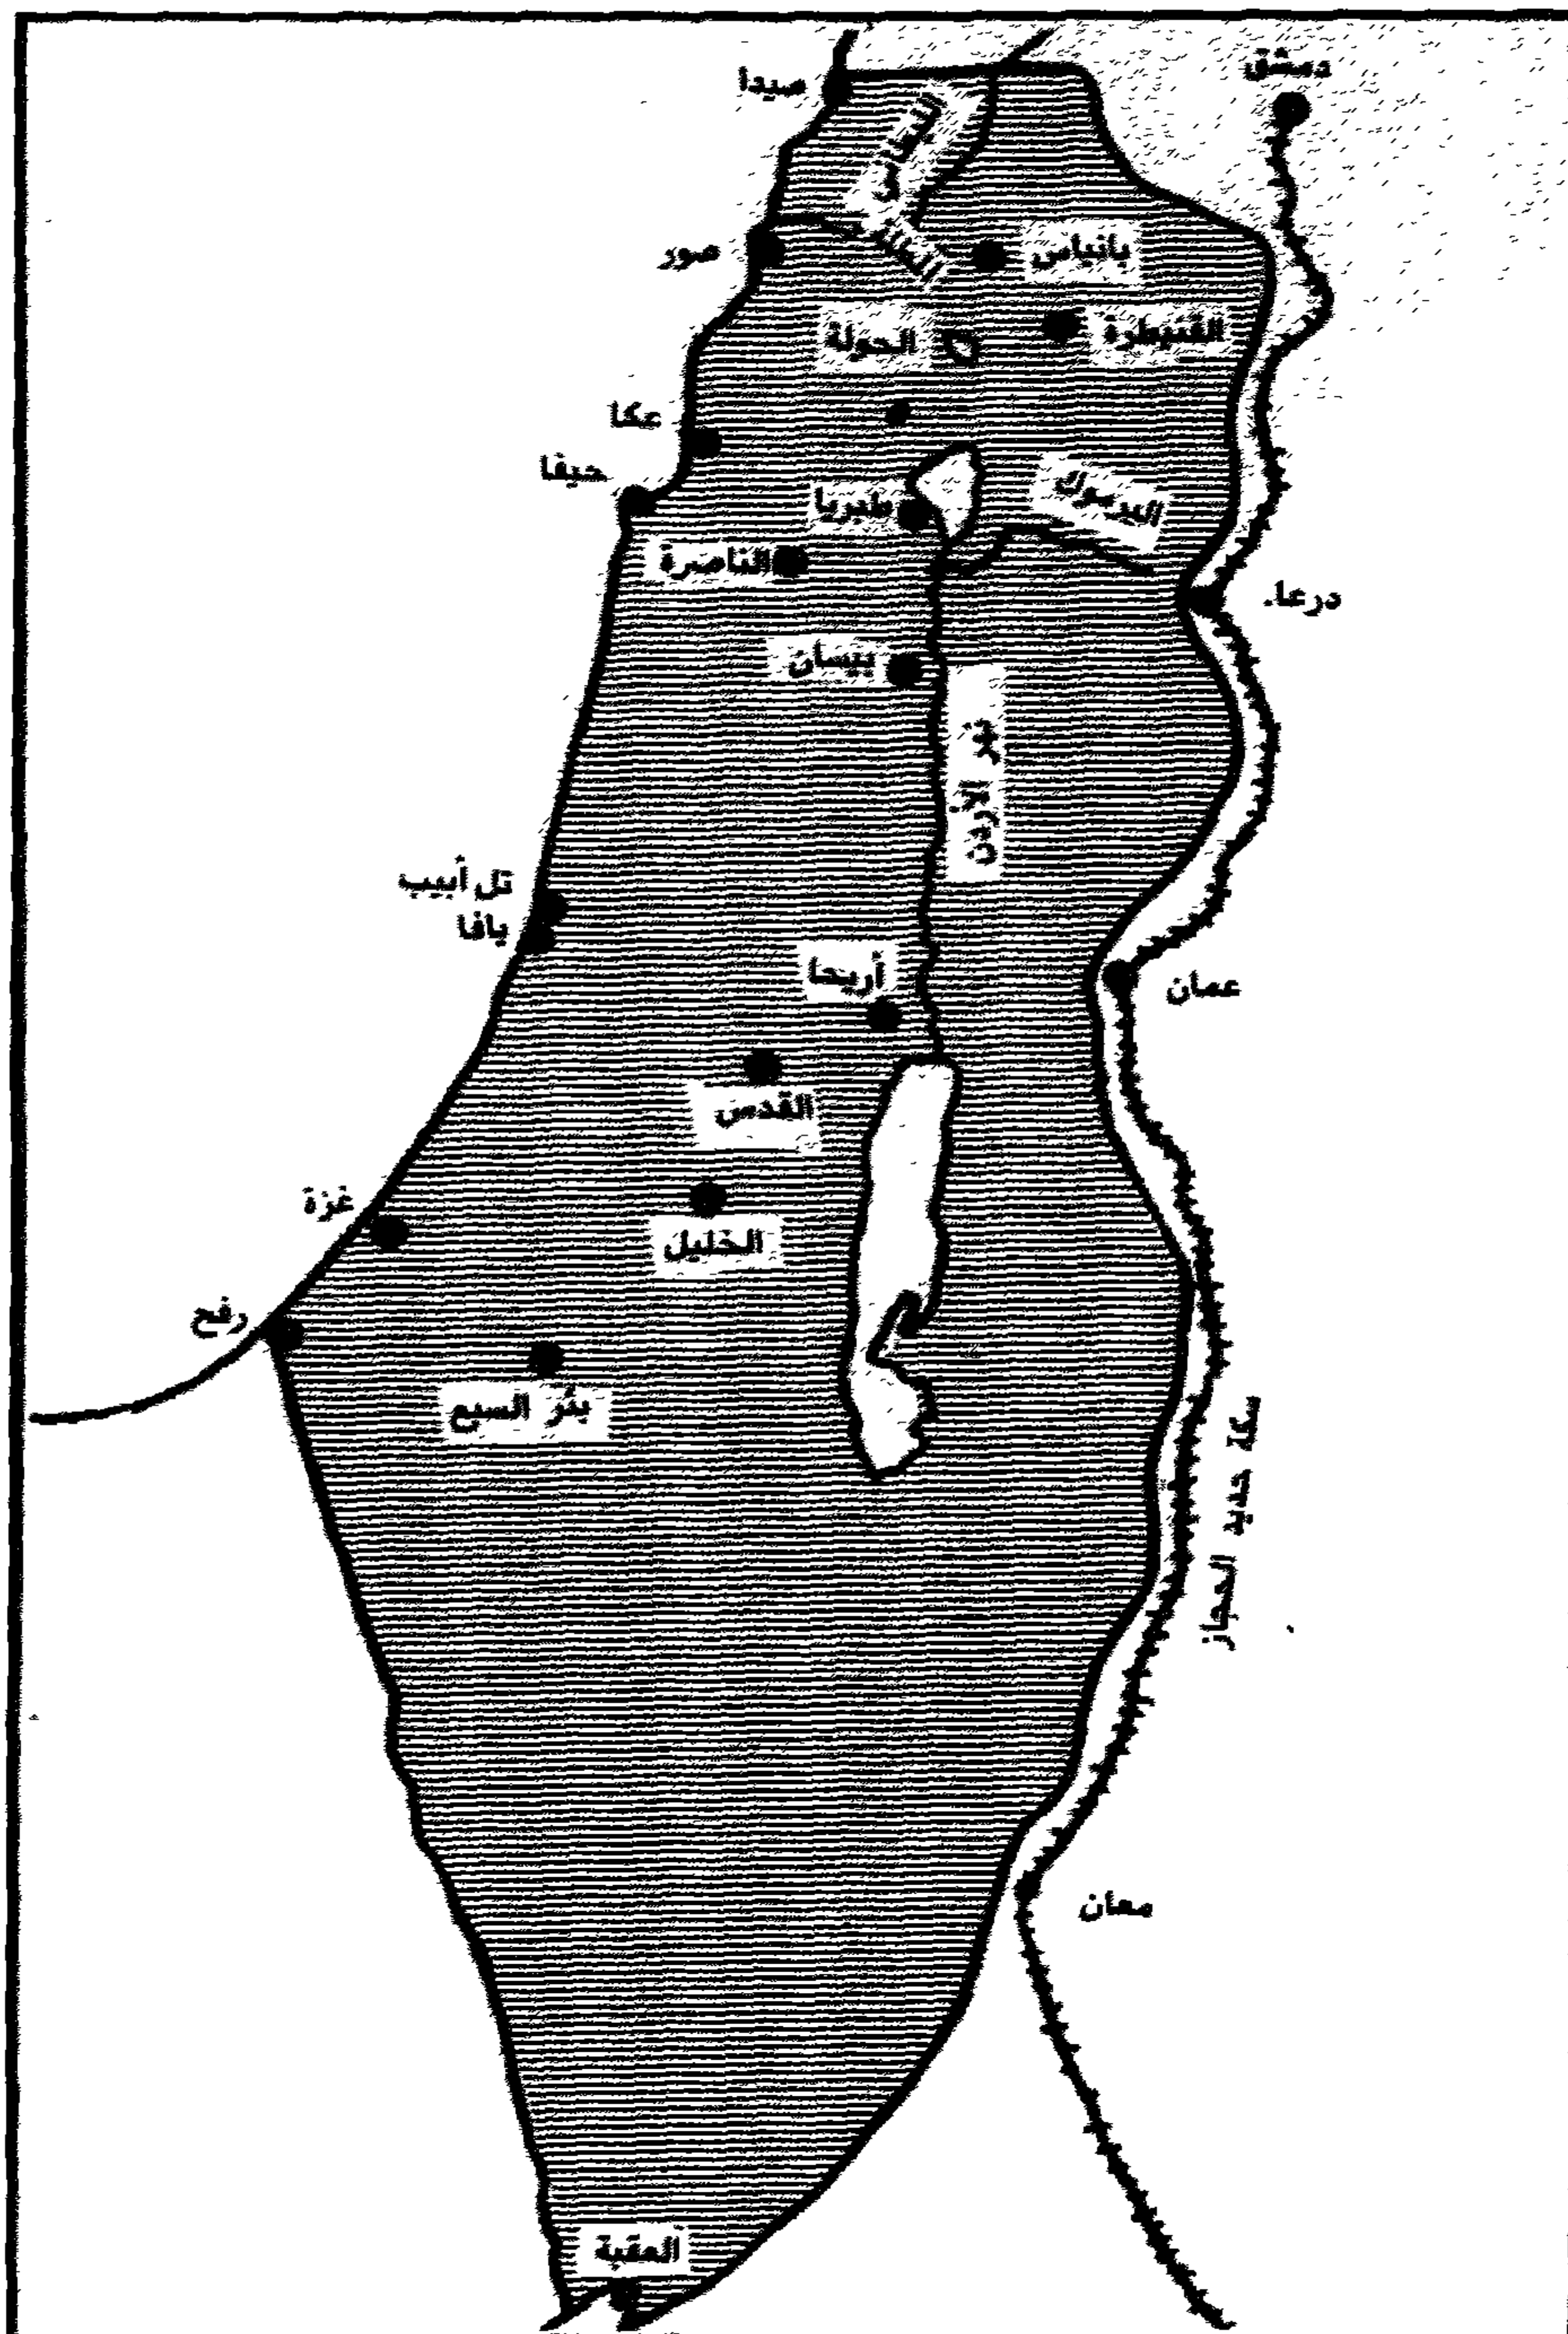 دمشق
صيدا
الليطاني
صور
بانياس
القنيطرة
الحولة
عكا
حيفا
طبريا
اليرموك
الناصرة
درعا.
بيسان
نهر الأردن
تل أبيب
يافا
أريحا
عمان
القدس
غزة
الخليل
رفح
بئر السبع
سكة حديد الحجاز
معان
العقبة